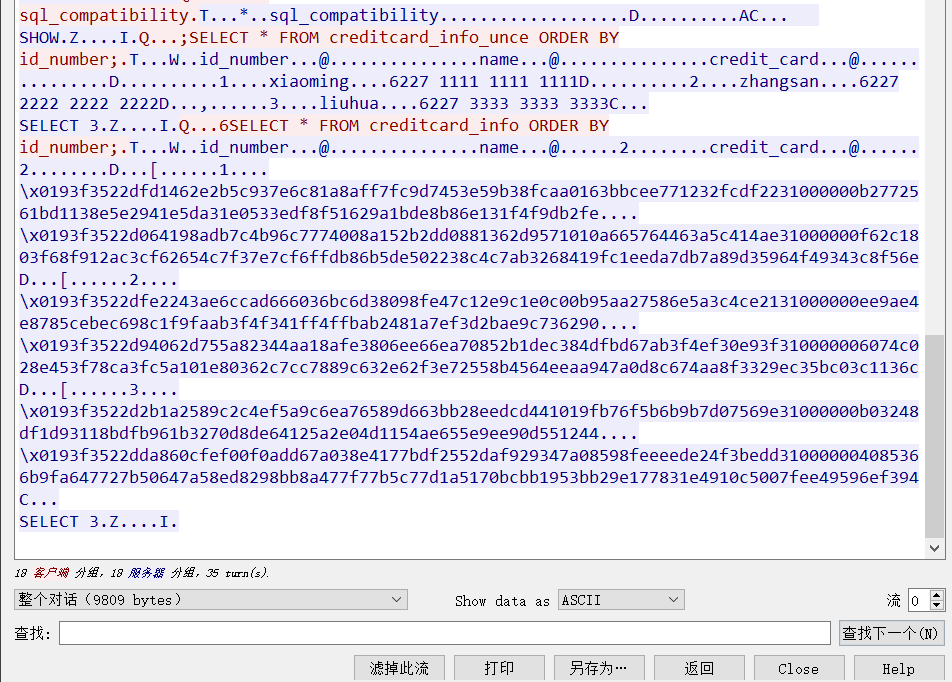 sql_compatibility.T...*..sql_compatibility...................D..........AC...
SHOW.Z....I.Q...;SELECT * FROM creditcard_info_unce ORDER BY
id_number;.T...W..id_number...@...............name...@................credit_card...@......
...............D..........1....xiaoming....6227 1111 1111 1111D..........2....zhangsan....6227
2222 2222 2222D...,......3....liuhua....6227 3333 3333 3333C...
SELECT 3.Z....I.Q...6SELECT * FROM creditcard_info ORDER BY
id_number;.T...W..id_number...@...............name...@......2........credit_card...@......
2........D...[......1....
\x0193f3522dfd1462e2b5c937e6c81a8aff7fc9d7453e59b38fcaa0163bbcee771232fcdf2231000000b27725
61bd1138e5e2941e5da31e0533edf8f51629a1bde8b86e131f4f9db2fe....
\x0193f3522d064198adb7c4b96c7774008a152b2dd0881362d9571010a665764463a5c414ae31000000f62c18
03f68f912ac3cf62654c7f37e7cf6ffdb86b5de502238c4c7ab3268419fc1eeda7db7a89d35964f49343c8f56e
D...[......2....
\x0193f3522dfe2243ae6ccad666036bc6d38098fe47c12e9c1e0c00b95aa27586e5a3c4ce2131000000ee9ae4
e8785cebec698c1f9faab3f4f341ff4ffbab2481a7ef3d2bae9c736290....
\x0193f3522d94062d755a82344aa18afe3806ee66ea70852b1dec384dfbd67ab3f4ef30e93f310000006074c0
28e453f78ca3fc5a101e80362c7cc7889c632e62f3e72558b4564eeaa947a0d8c674aa8f3329ec35bc03c1136c
D...[......3....
\x0193f3522d2b1a2589c2c4ef5a9c6ea76589d663bb28eedcd441019fb76f5b6b9b7d07569e31000000b03248
df1d93118bdfb961b3270d8de64125a2e04d1154ae655e9ee90d551244....
\x0193f3522dda860cfef00f0add67a038e4177bdf2552daf929347a08598feeeede24f3bedd31000000408536
6b9fa647727b50647a58ed8298bb8a477f77b5c77d1a5170bcbb1953bb29e177831e4910c5007fee49596ef394
C...
SELECT 3.Z....I.
18 客户端 分组, 18 服务器 分组, 35 turn(s).
整个对话 (9809 bytes) Show data as ASCII 流 0
查找: 查找下一个(N)
滤掉此流 打印 另存为… 返回 Close Help